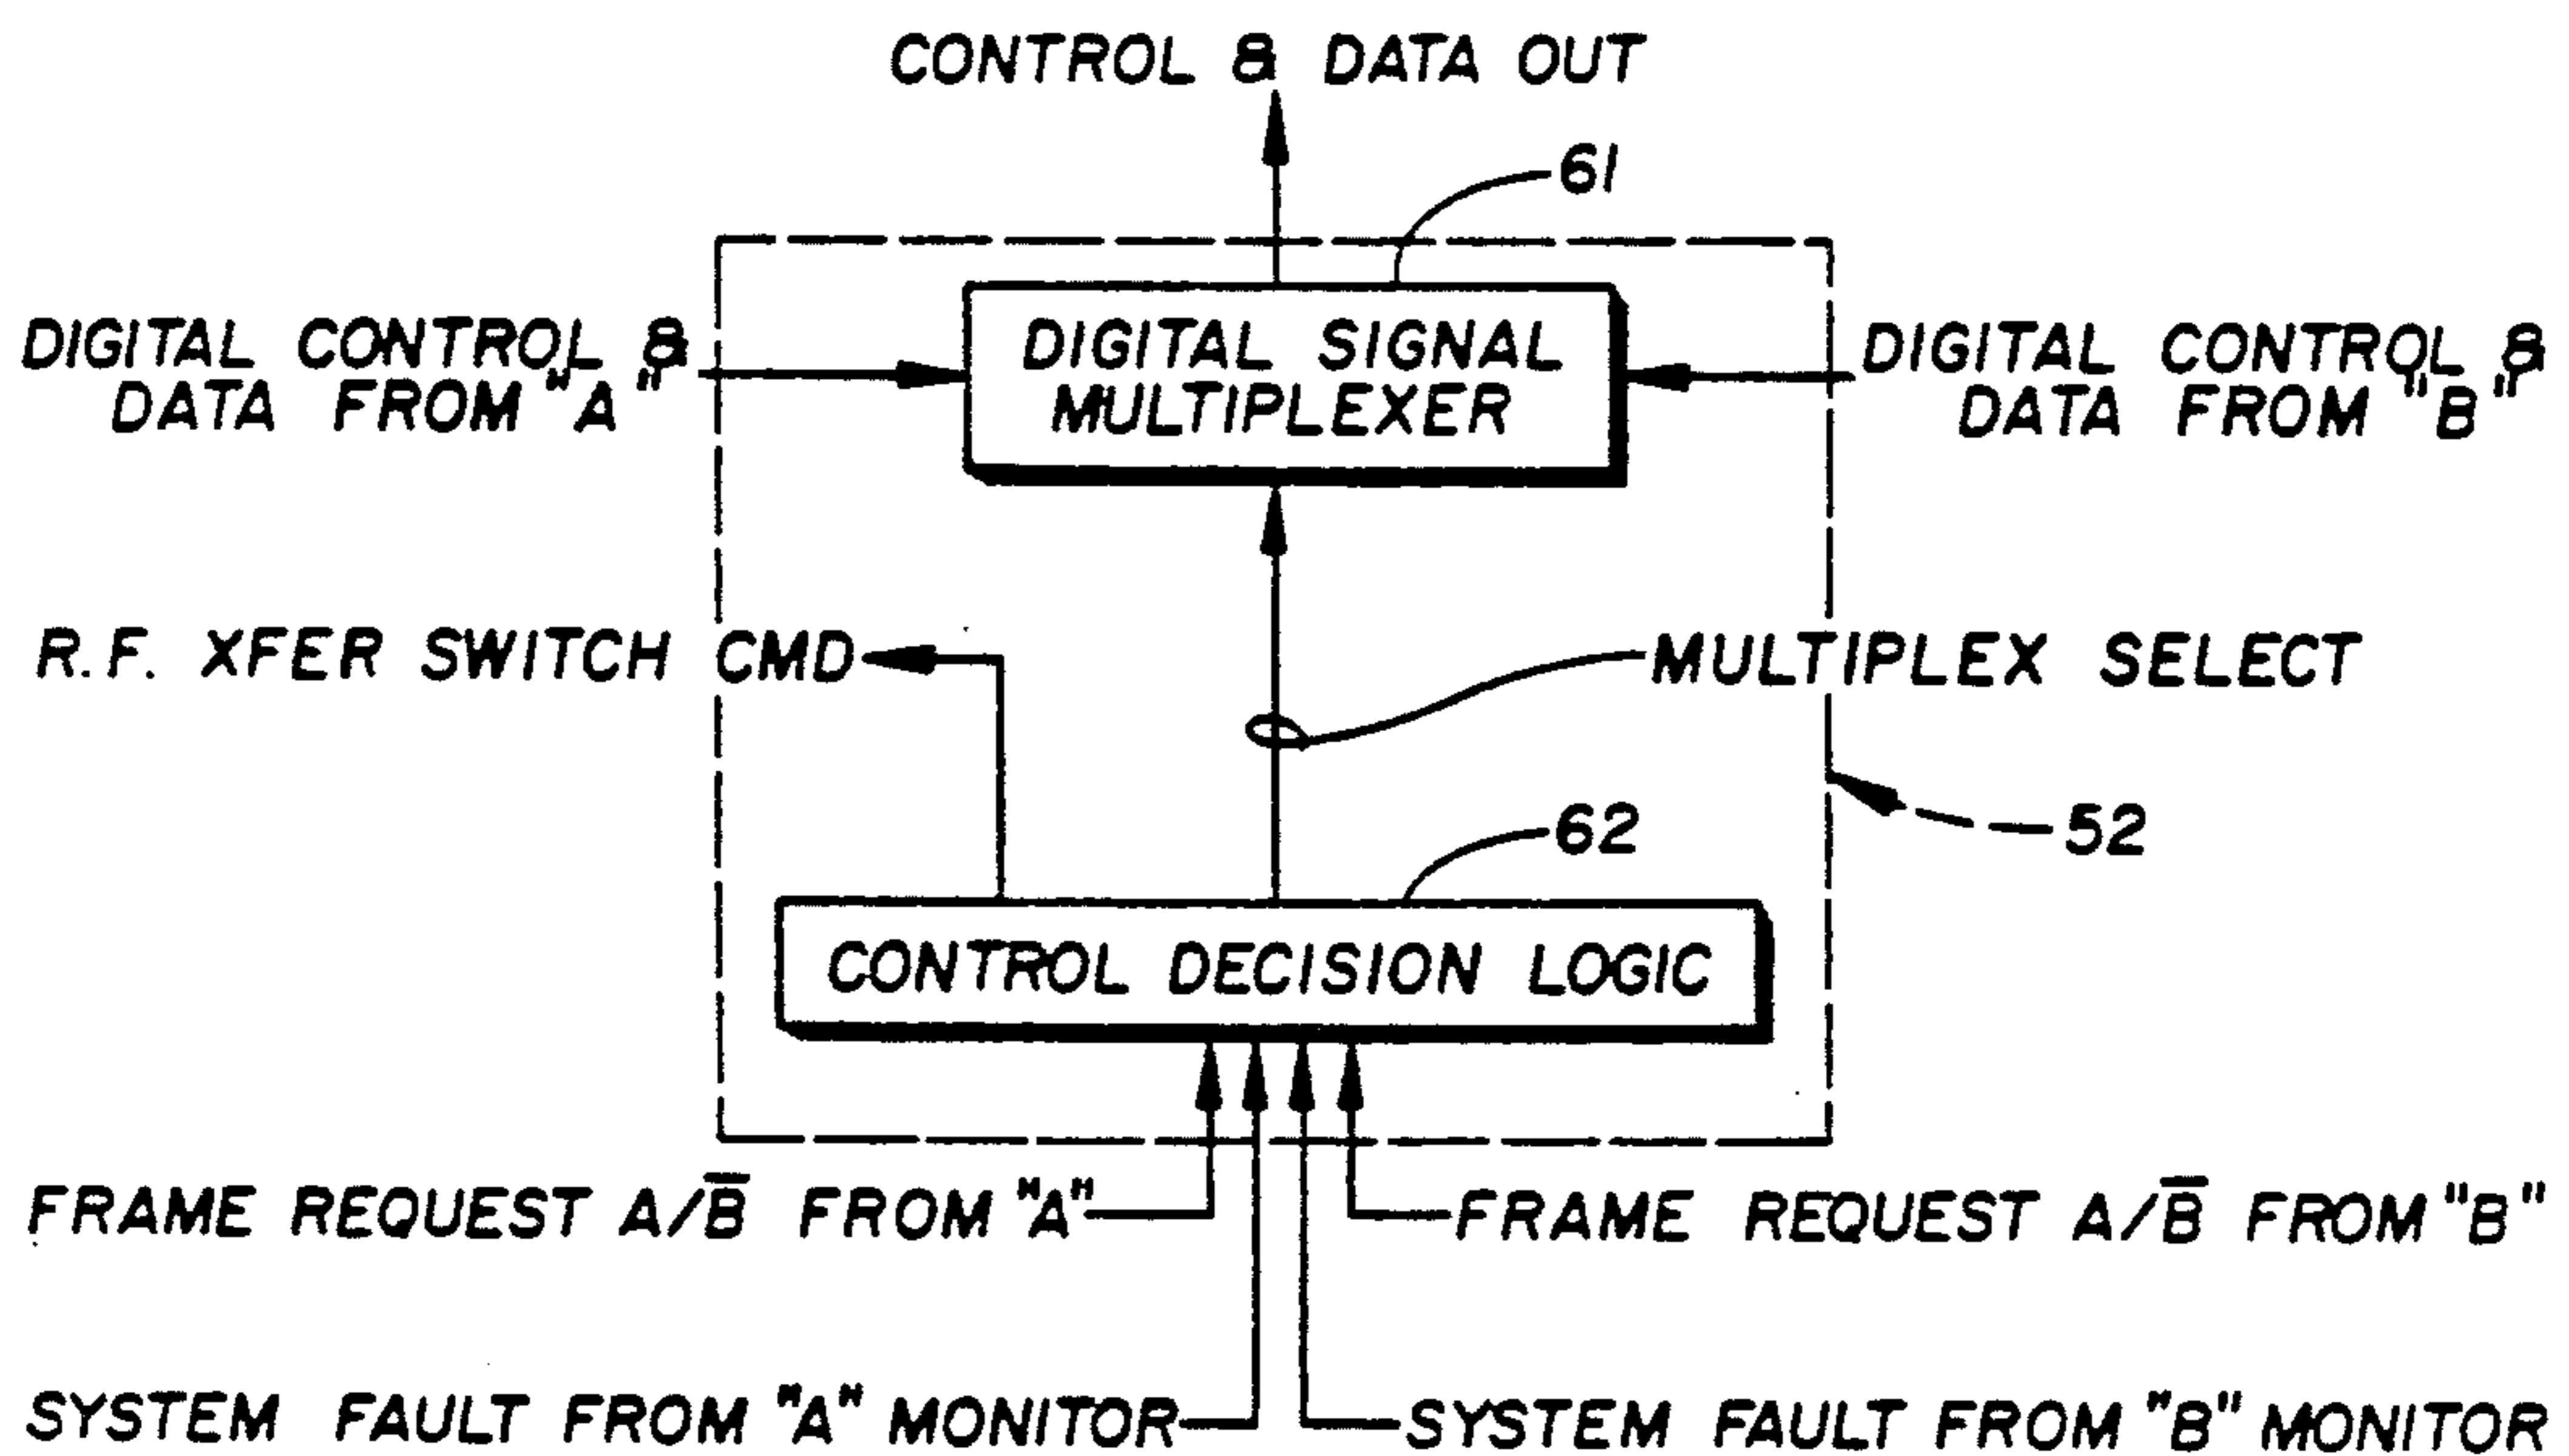 CONTROL & DATA OUT
61
DIGITAL CONTROL &
DATA FROM "A"
DIGITAL SIGNAL
MULTIPLEXER
DIGITAL CONTROL &
DATA FROM "B"
R.F. XFER SWITCH CMD
MULTIPLEX SELECT
62
52
CONTROL DECISION LOGIC
FRAME REQUEST A/B̅ FROM "A"
FRAME REQUEST A/B̅ FROM "B"
SYSTEM FAULT FROM "A" MONITOR
SYSTEM FAULT FROM "B" MONITOR